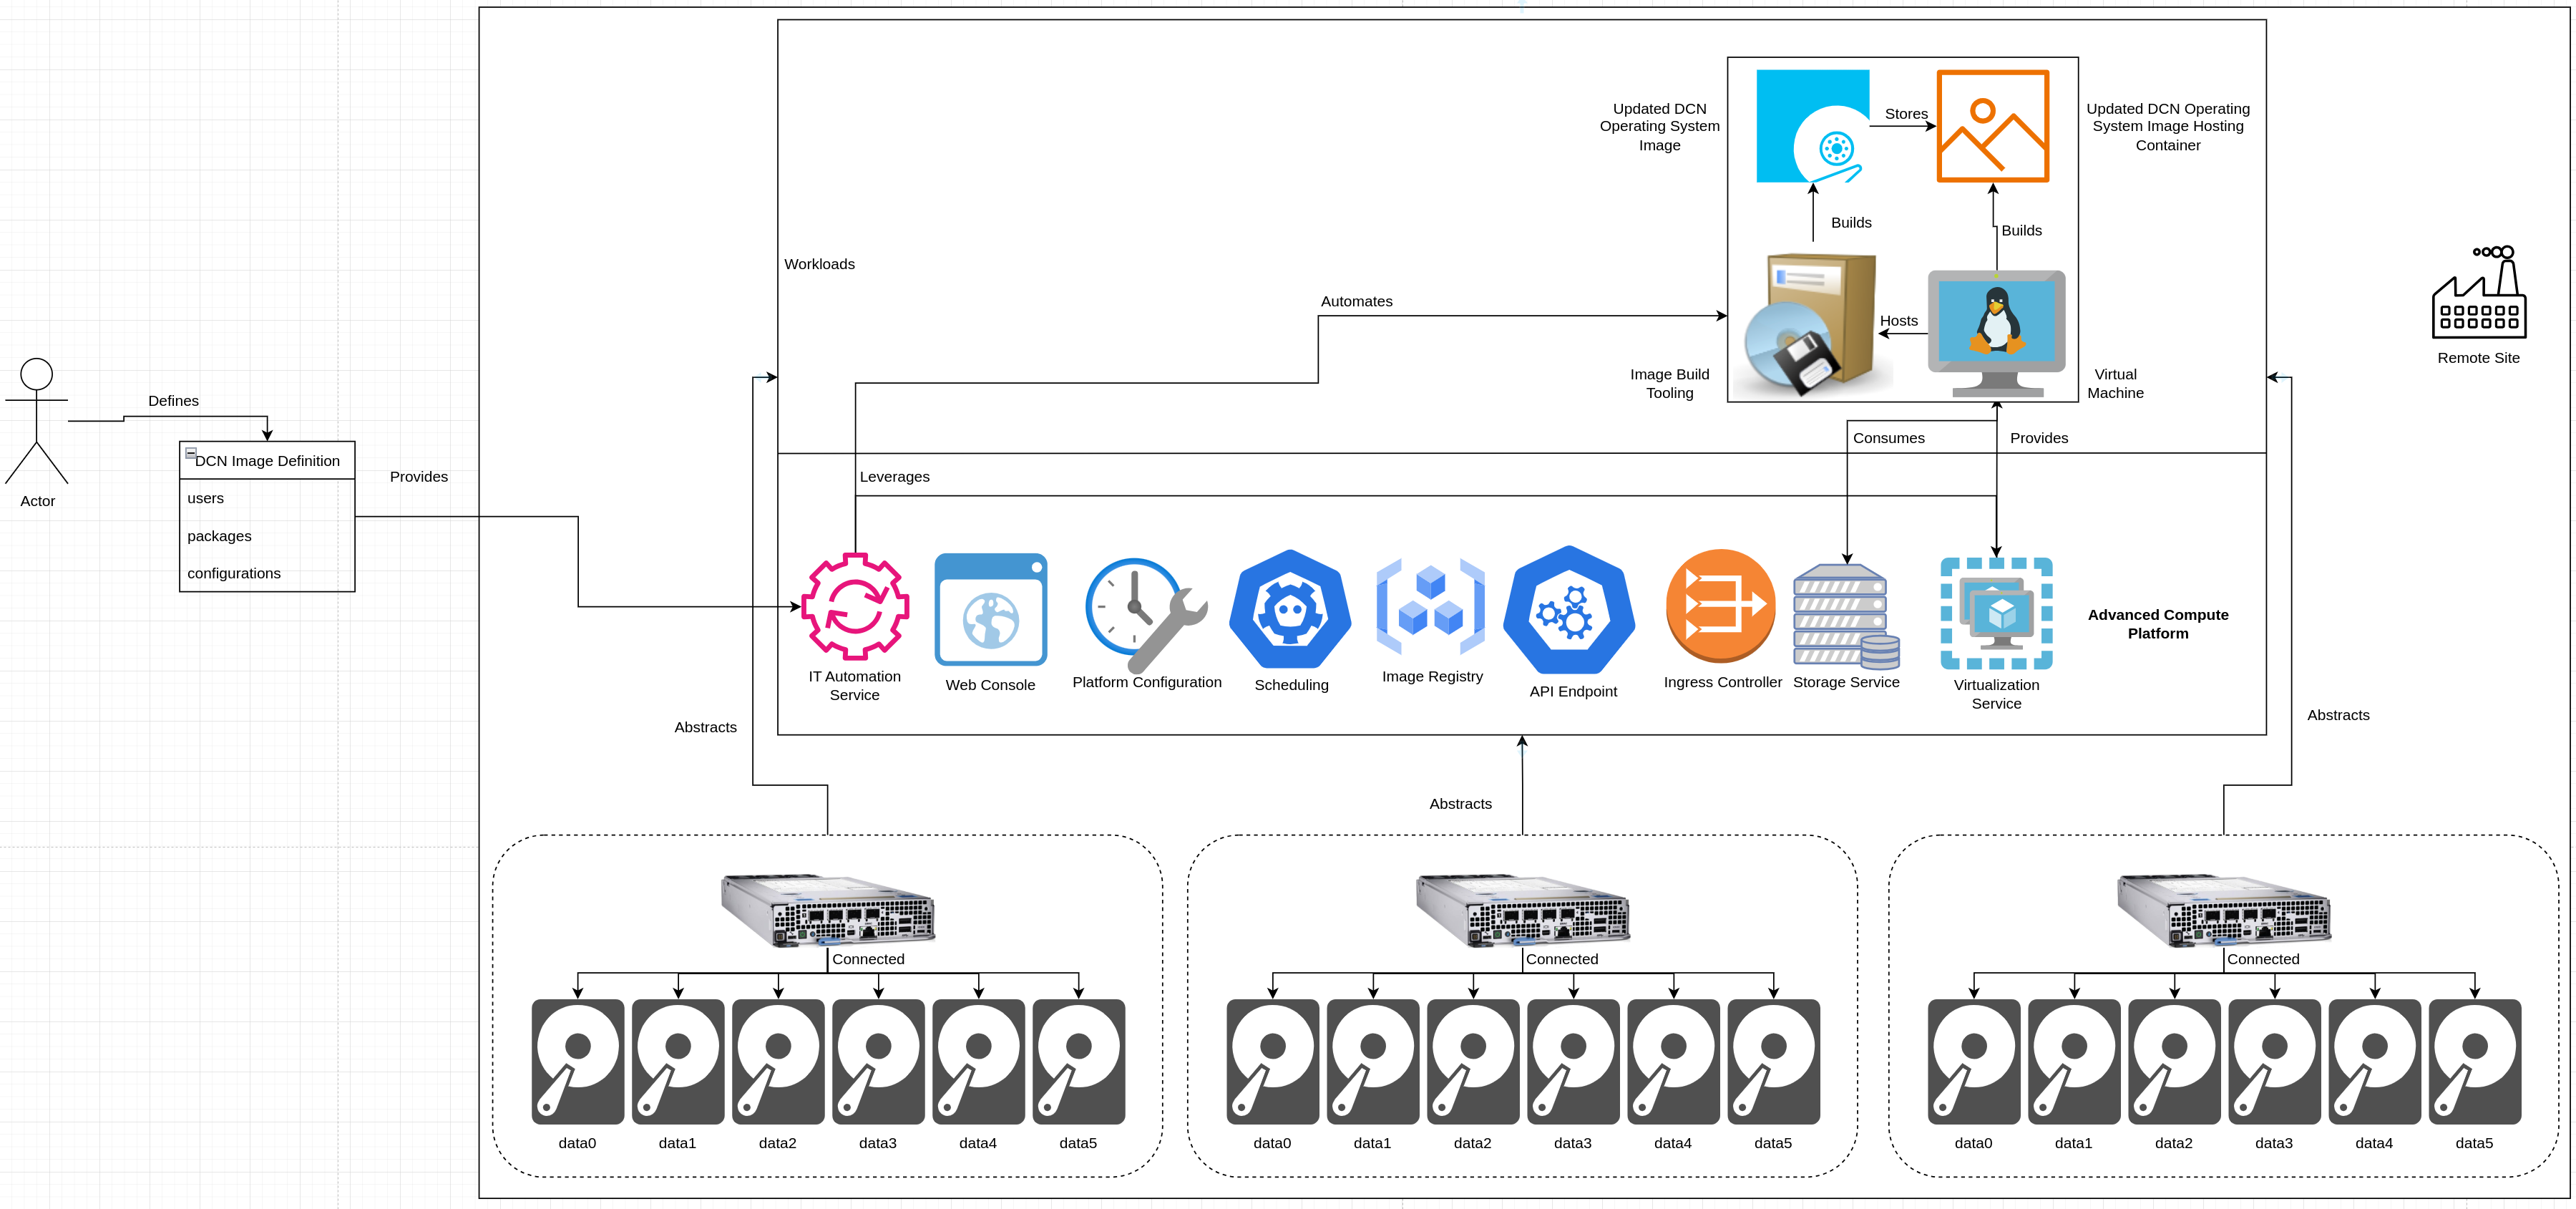 Updated DCN
Operating System
Image
Stores
Updated DCN Operating
System Image Hosting
Container
Builds
Builds
Workloads
Automates
Hosts
Remote Site
Image Build
Tooling
Virtual
Machine
Defines
Actor
DCN Image Definition
users
packages
configurations
Provides
Consumes
Provides
Leverages
IT Automation
Service
Web Console
Platform Configuration
Scheduling
Image Registry
API Endpoint
Ingress Controller
Storage Service
Virtualization
Service
Advanced Compute
Platform
Abstracts
Abstracts
Abstracts
Connected
data0
data1
data2
data3
data4
data5
Connected
data0
data1
data2
data3
data4
data5
Connected
data0
data1
data2
data3
data4
data5